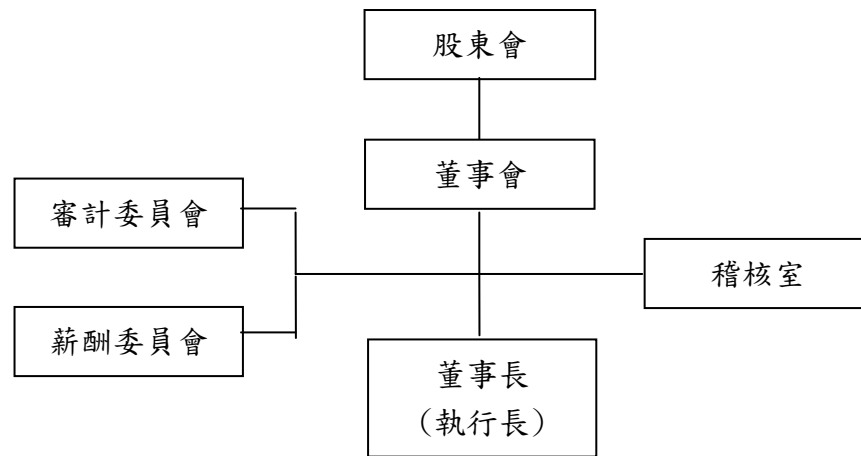 股東會
董事會
審計委員會
稽核室
薪酬委員會
董事長
（執行長）